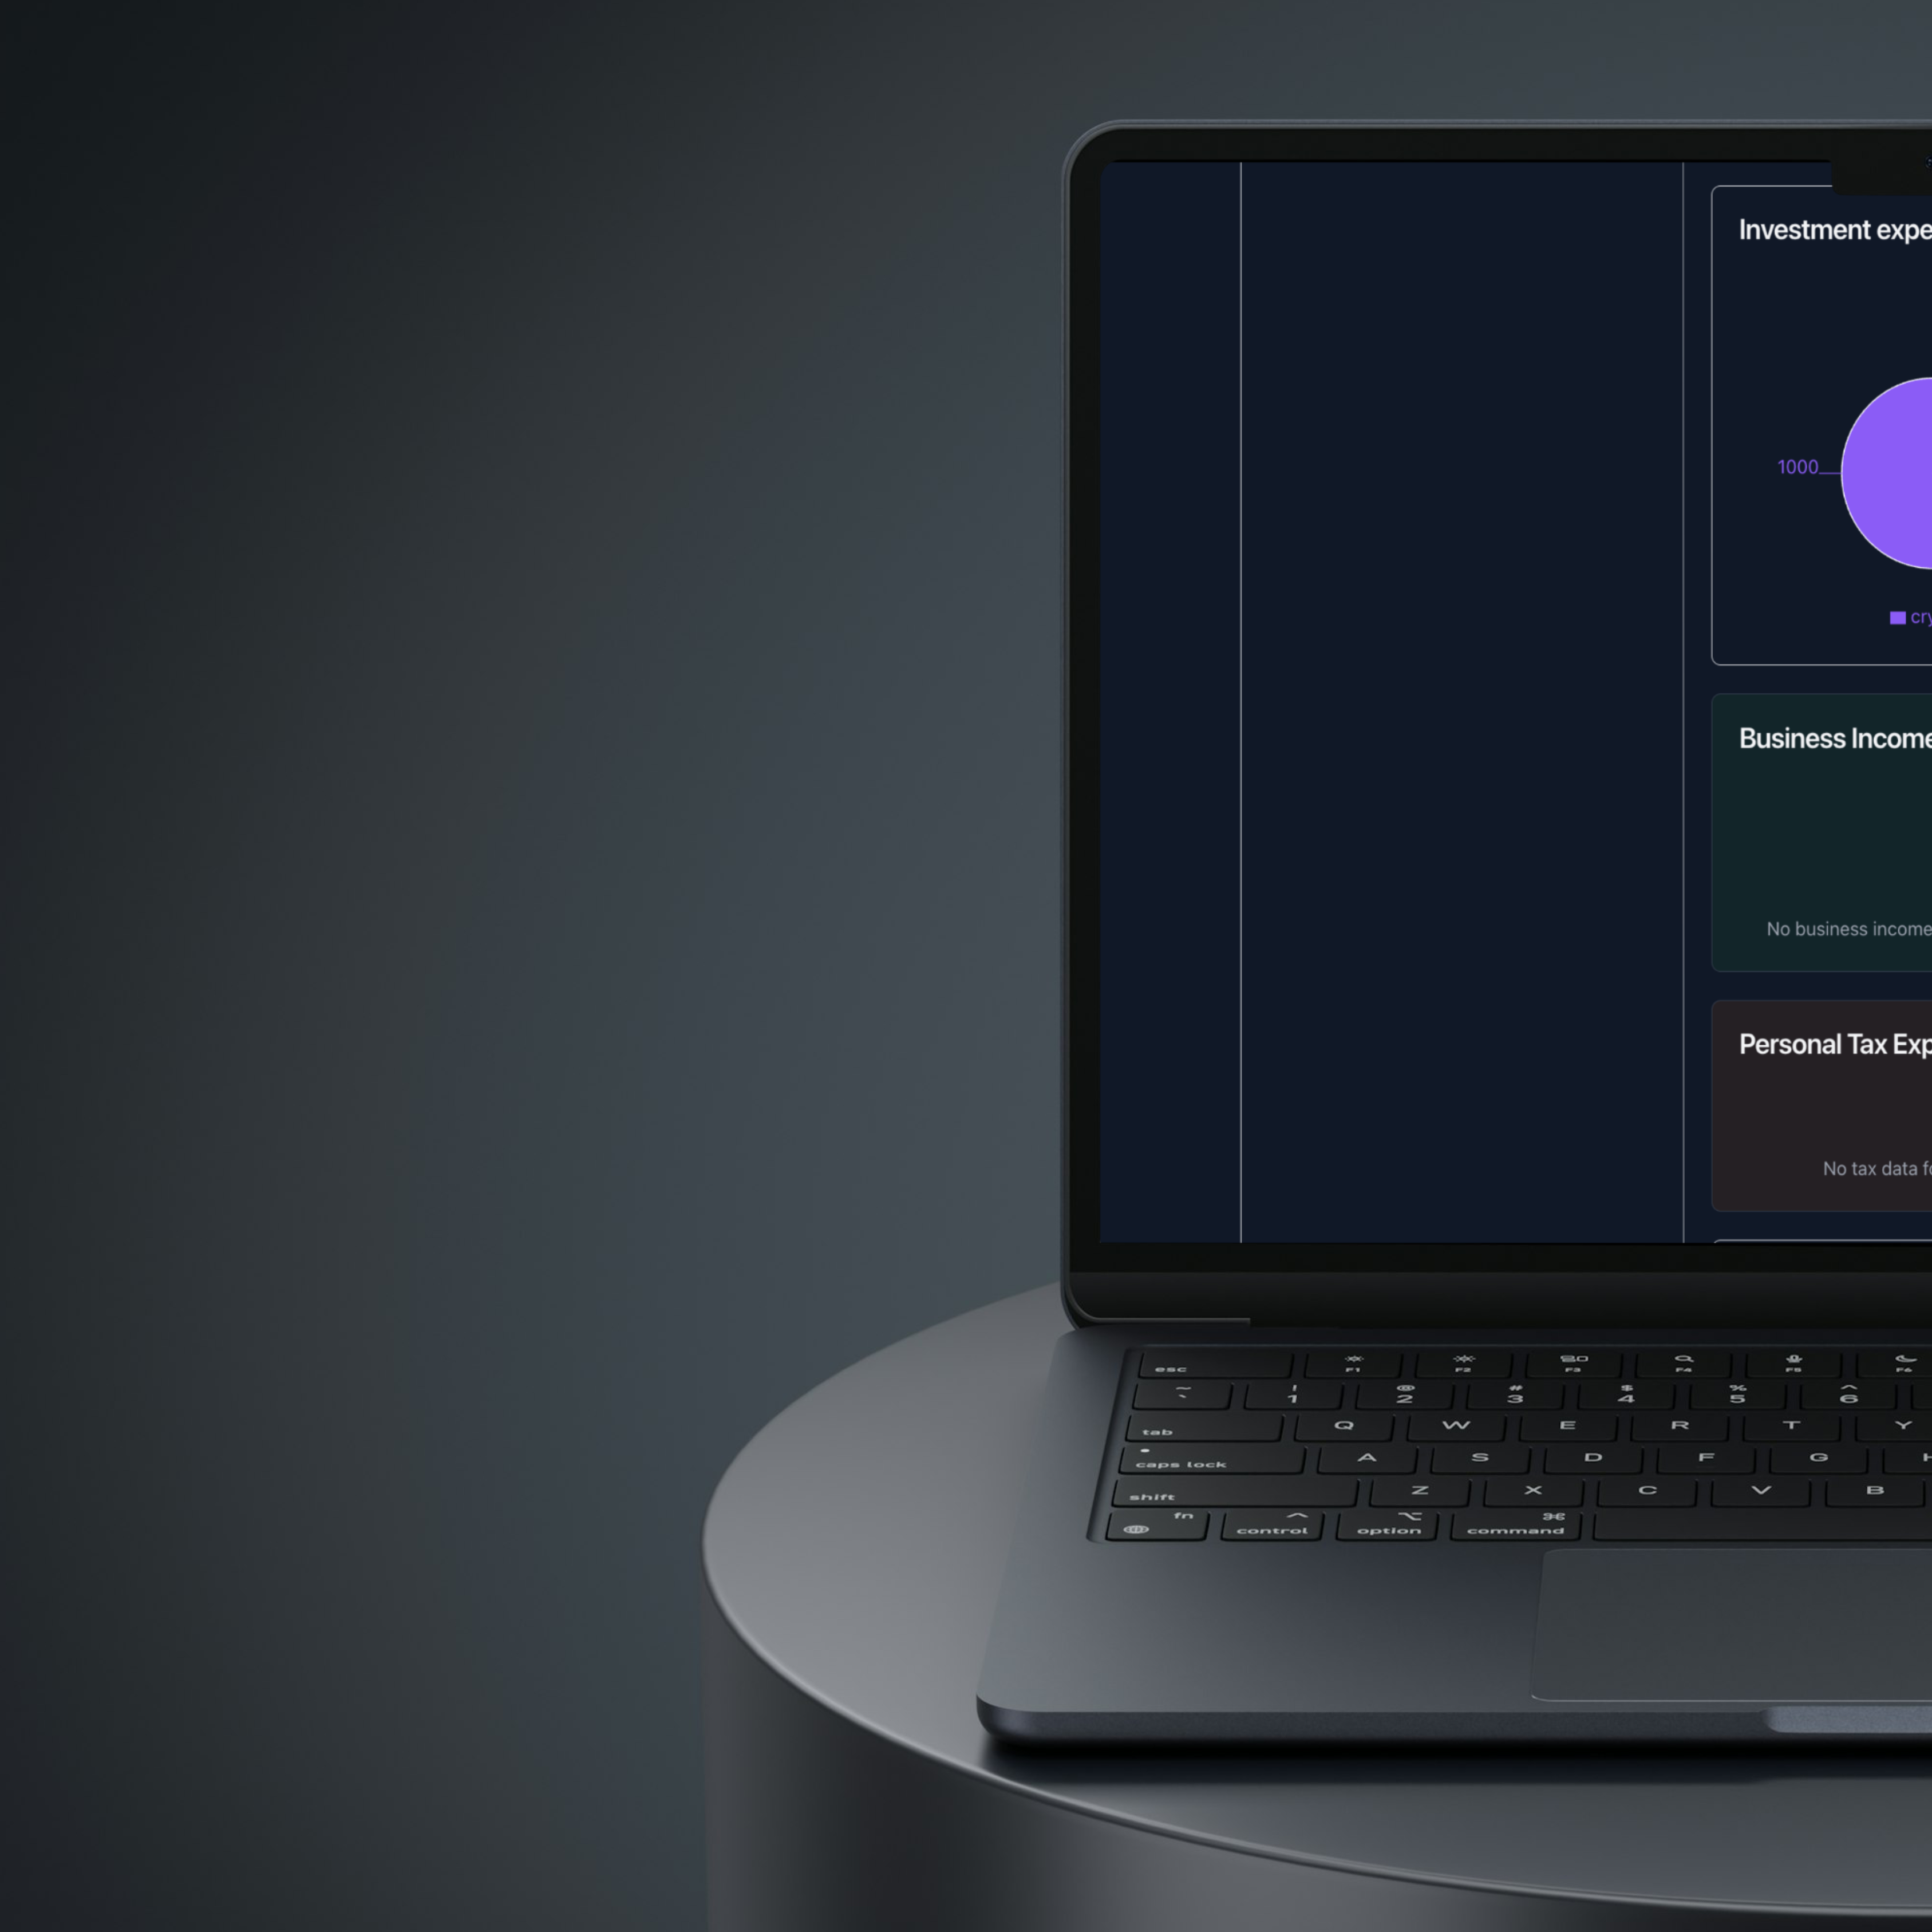 Investment expe
1000
cry
Business Income
No business income
Personal Tax Exp
No tax data fo
esc F1 F2 F3 F4 F5 F6
~ ! @ # $ % ^
` 1 2 3 4 5 6
tab Q W E R T Y
caps lock A S D F G H
shift Z X C V B
fn
control option command